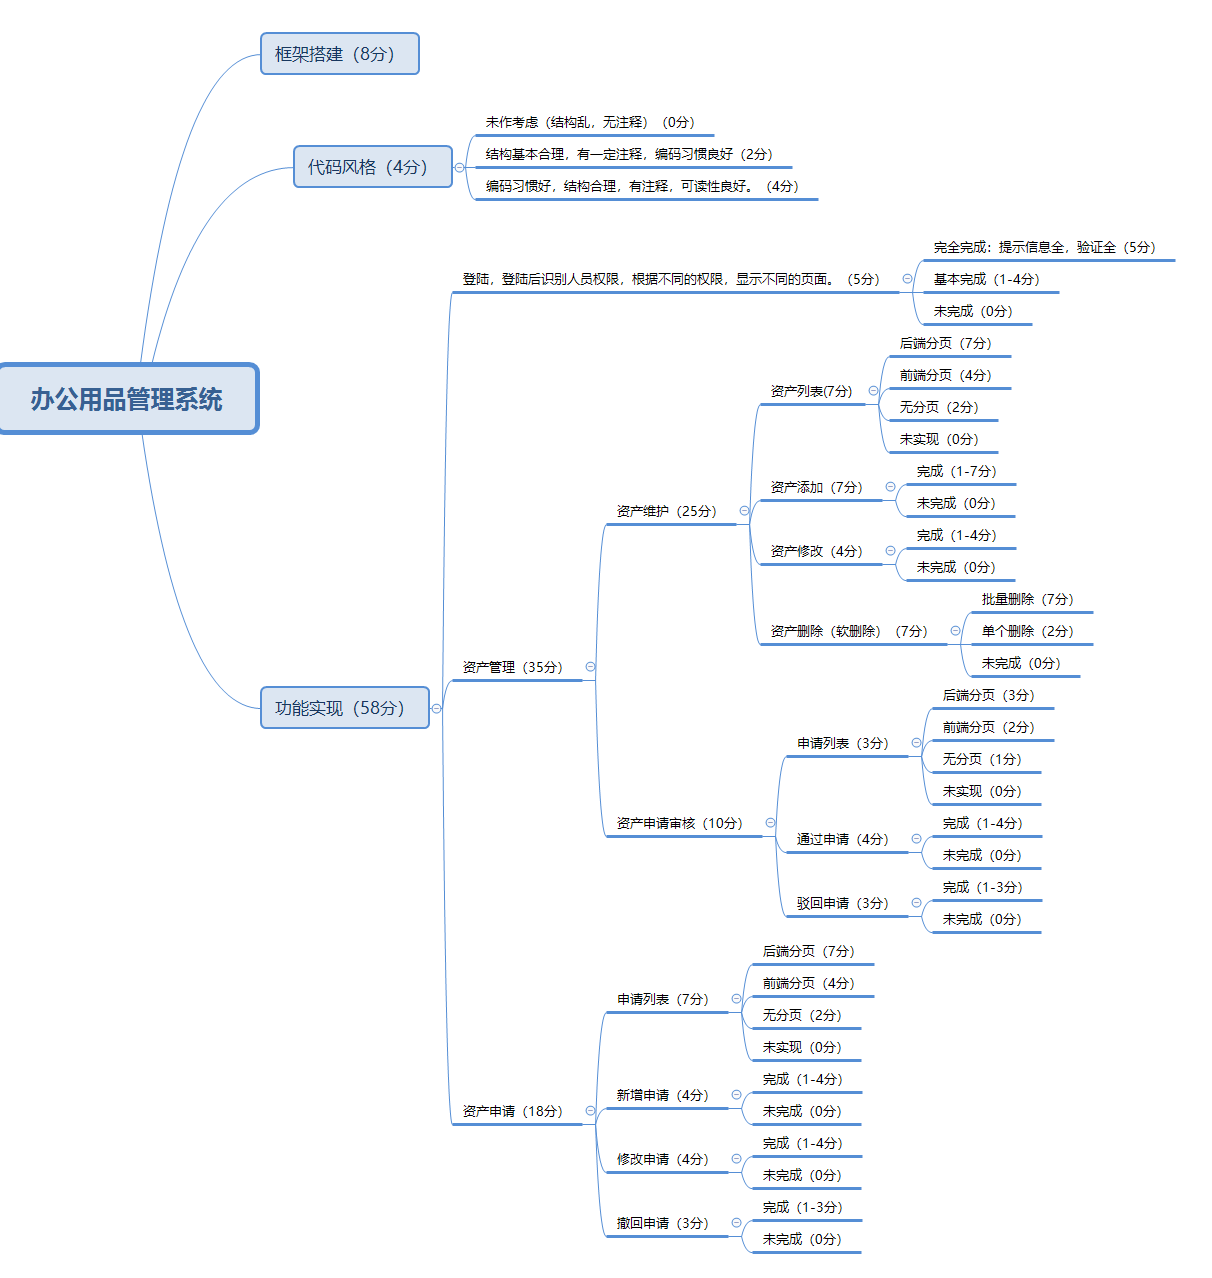 办公用品管理系统
框架搭建（8分）
代码风格（4分）
未作考虑（结构乱，无注释）（0分）
结构基本合理，有一定注释，编码习惯良好（2分）
编码习惯好，结构合理，有注释，可读性良好。（4分）
功能实现（58分）
登陆，登陆后识别人员权限，根据不同的权限，显示不同的页面。（5分）
完全完成：提示信息全，验证全（5分）
基本完成（1-4分）
未完成（0分）
资产管理（35分）
资产维护（25分）
资产列表(7分)
后端分页（7分）
前端分页（4分）
无分页（2分）
未实现（0分）
资产添加（7分）
完成（1-7分）
未完成（0分）
资产修改（4分）
完成（1-4分）
未完成（0分）
资产删除（软删除）（7分）
批量删除（7分）
单个删除（2分）
未完成（0分）
资产申请审核（10分）
申请列表（3分）
后端分页（3分）
前端分页（2分）
无分页（1分）
未实现（0分）
通过申请（4分）
完成（1-4分）
未完成（0分）
驳回申请（3分）
完成（1-3分）
未完成（0分）
资产申请（18分）
申请列表（7分）
后端分页（7分）
前端分页（4分）
无分页（2分）
未实现（0分）
新增申请（4分）
完成（1-4分）
未完成（0分）
修改申请（4分）
完成（1-4分）
未完成（0分）
撤回申请（3分）
完成（1-3分）
未完成（0分）